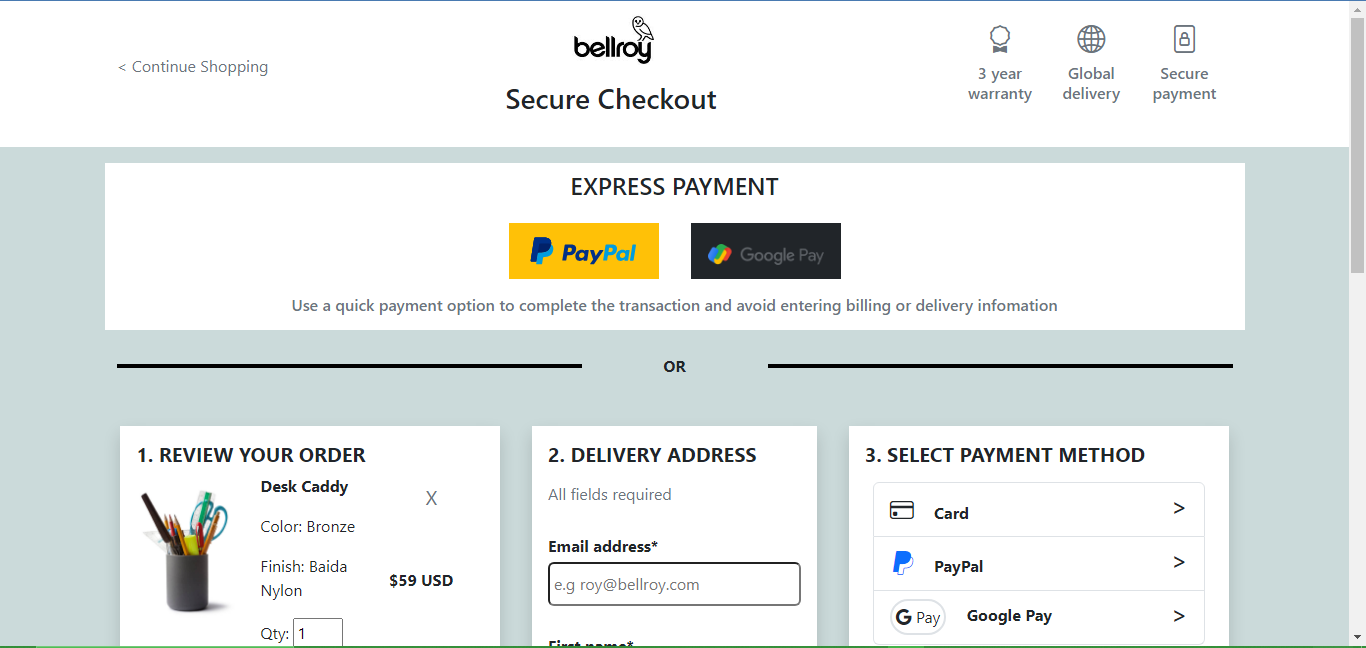 < Continue Shopping
bellroy
Secure Checkout
3 year
warranty
Global
delivery
Secure
payment
EXPRESS PAYMENT
PayPal
Google Pay
Use a quick payment option to complete the transaction and avoid entering billing or delivery infomation
OR
1. REVIEW YOUR ORDER
Desk Caddy
X
Color: Bronze
Finish: Baida
Nylon
$59 USD
Qty: 1
2. DELIVERY ADDRESS
All fields required
Email address*
e.g roy@bellroy.com
First name*
3. SELECT PAYMENT METHOD
Card >
PayPal >
G Pay Google Pay >